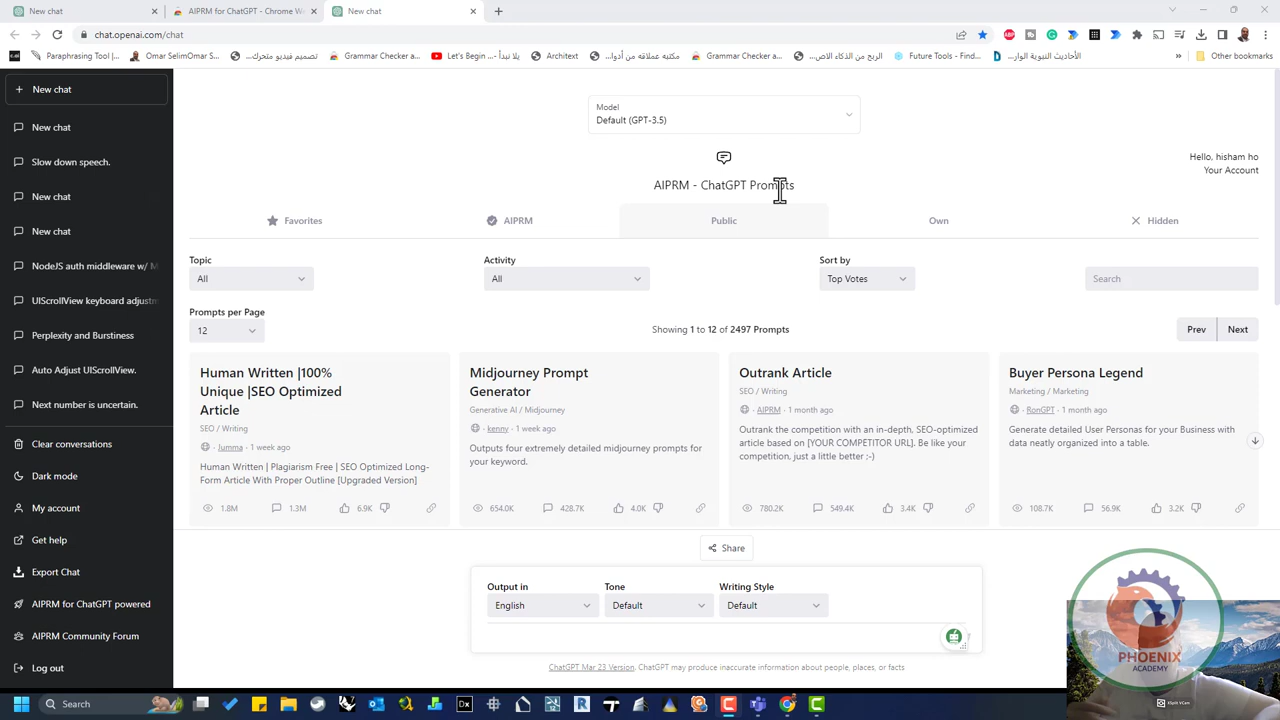 New chat
AIPRM for ChatGPT - Chrome We
New chat
chat.openai.com/chat
Paraphrasing Tool |
Omar SelimOmar S
تصميم فيديو متحرك...
Grammar Checker a...
Let's Begin -...لا يبدأ
Architext
مكتبه عملاقه من أدوا...
Grammar Checker a...
الربح من الذكاء الاص...
Future Tools - Find...
الأحاديث النبوية الوار...
Other bookmarks
New chat
New chat
Slow down speech.
New chat
New chat
NodeJS auth middleware w/ M
UIScrollView keyboard adjustm
Perplexity and Burstiness
Auto Adjust UIScrollView.
Next number is uncertain.
Clear conversations
Dark mode
My account
Get help
Export Chat
AIPRM for ChatGPT powered
AIPRM Community Forum
Log out
Model
Default (GPT-3.5)
Hello, hisham ho
Your Account
AIPRM - ChatGPT Prompts
Favorites
AIPRM
Public
Own
Hidden
Topic
All
Activity
All
Sort by
Top Votes
Search
Prompts per Page
12
Showing 1 to 12 of 2497 Prompts
Prev
Next
Human Written |100%
Unique |SEO Optimized
Article
SEO / Writing
Jumma · 1 week ago
Human Written | Plagiarism Free | SEO Optimized Long-
Form Article With Proper Outline [Upgraded Version]
1.8M
1.3M
6.9K
Midjourney Prompt
Generator
Generative AI / Midjourney
kenny · 1 week ago
Outputs four extremely detailed midjourney prompts for
your keyword.
654.0K
428.7K
4.0K
Outrank Article
SEO / Writing
AIPRM · 1 month ago
Outrank the competition with an in-depth, SEO-optimized
article based on [YOUR COMPETITOR URL]. Be like your
competition, just a little better :-)
780.2K
549.4K
3.4K
Buyer Persona Legend
Marketing / Marketing
RonGPT · 1 month ago
Generate detailed User Personas for your Business with
data neatly organized into a table.
108.7K
56.9K
3.2K
Share
Output in
English
Tone
Default
Writing Style
Default
ChatGPT Mar 23 Version. ChatGPT may produce inaccurate information about people, places, or facts
PHOENIX
ACADEMY
XSplit VCam
Search